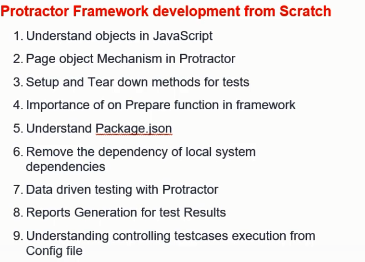 Protractor Framework development from Scratch
1. Understand objects in JavaScript
2. Page object Mechanism in Protractor
3. Setup and Tear down methods for tests
4. Importance of on Prepare function in framework
5. Understand Package.json
6. Remove the dependency of local system
dependencies
7. Data driven testing with Protractor
8. Reports Generation for test Results
9. Understanding controlling testcases execution from
Config file